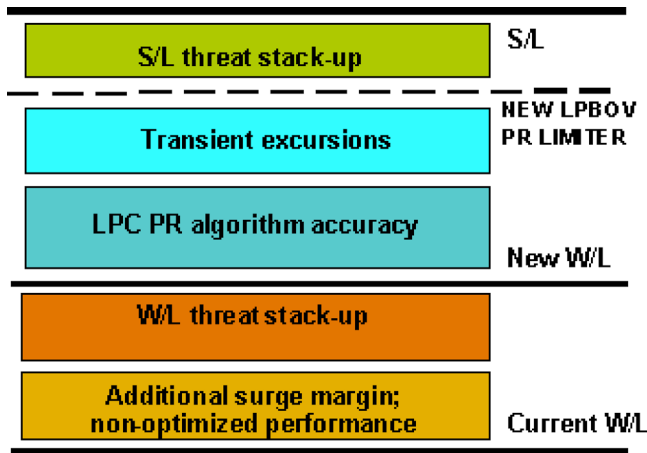 S/L threat stack-up
S/L
NEW LPBOV
PR LIMITER
Transient excursions
LPC PR algorithm accuracy
New W/L
W/L threat stack-up
Additional surge margin;
non-optimized performance
Current W/L